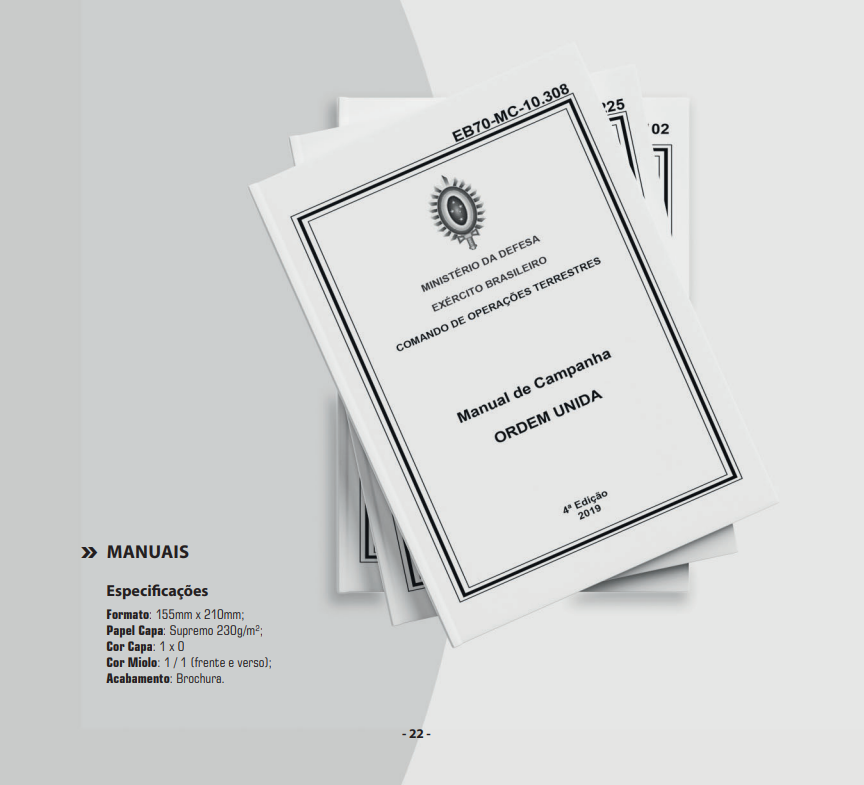 EB70-MC-10.308
225
02
MINISTÉRIO DA DEFESA
EXÉRCITO BRASILEIRO
COMANDO DE OPERAÇÕES TERRESTRES
Manual de Campanha
ORDEM UNIDA
4ª Edição
2019
» MANUAIS
Especificações
Formato: 155mm x 210mm;
Papel Capa: Supremo 230g/m²;
Cor Capa: 1 x 0
Cor Miolo: 1 / 1 (frente e verso);
Acabamento: Brochura.
- 22 -